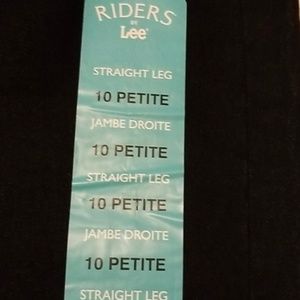 RIDERS
BY
Lee®
STRAIGHT LEG
10 PETITE
JAMBE DROITE
10 PETITE
STRAIGHT LEG
10 PETITE
JAMBE DROITE
10 PETITE
STRAIGHT LEG